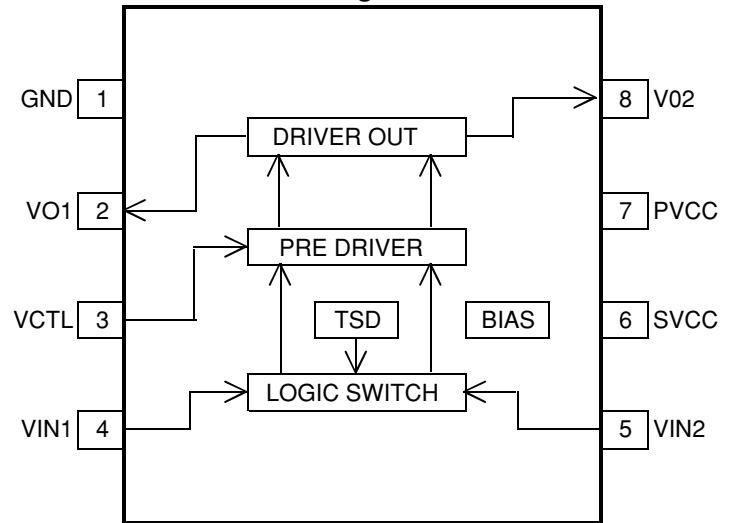 GND 1
8 V02
DRIVER OUT
VO1 2
7 PVCC
PRE DRIVER
VCTL 3
TSD
BIAS
6 SVCC
LOGIC SWITCH
VIN1 4
5 VIN2